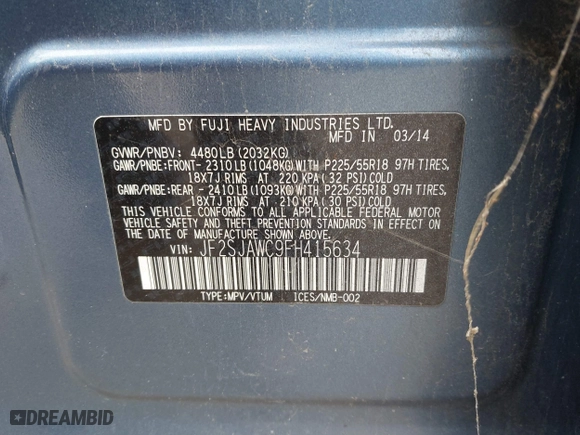 MFD BY FUJI HEAVY INDUSTRIES LTD.
MFD IN 03/14
GVWR/PNBV: 4480LB(2032KG)
GAWR/PNBE:FRONT-2310LB(1048KG)WITH P225/55R18 97H TIRES,
18X7J RIMS AT 220 KPA(32 PSI)COLD
GAWR/PNBE:REAR -2410LB(1093KG)WITH P225/55R18 97H TIRES,
18X7J RIMS AT 210 KPA(30 PSI)COLD
THIS VEHICLE CONFORMS TO ALL APPLICABLE FEDERAL MOTOR
VEHICLE SAFETY AND THEFT PREVENTION STANDARDS IN EFFECT ON
THE DATE OF MANUFACTURE SHOWN ABOVE.
VIN: JF2SJAWC9FH415634
TYPE:MPV/VTUM ICES/NMB-002
DREAMBID